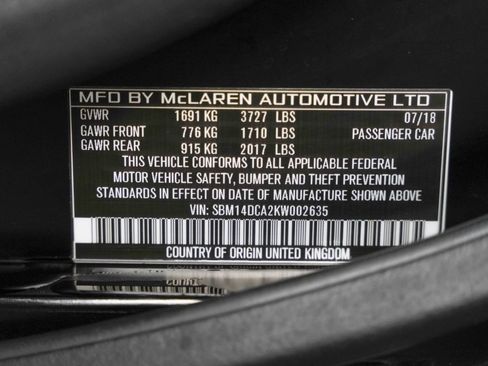 MFD BY McLAREN AUTOMOTIVE LTD
GVWR 1691 KG 3727 LBS 07/18
GAWR FRONT 776 KG 1710 LBS PASSENGER CAR
GAWR REAR 915 KG 2017 LBS
THIS VEHICLE CONFORMS TO ALL APPLICABLE FEDERAL
MOTOR VEHICLE SAFETY, BUMPER AND THEFT PREVENTION
STANDARDS IN EFFECT ON DATE OF MANUFACTURE SHOWN ABOVE
VIN: SBM14DCA2KW002635
COUNTRY OF ORIGIN UNITED KINGDOM